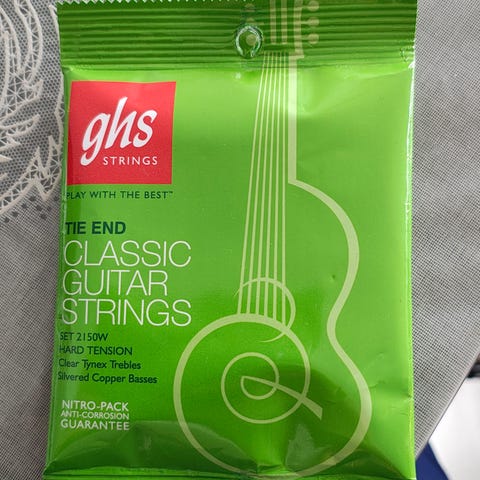 ghs
STRINGS
PLAY WITH THE BEST™
TIE END
CLASSIC
GUITAR
STRINGS
SET 2150W
HARD TENSION
Clear Tynex Trebles
Silvered Copper Basses
NITRO-PACK
ANTI-CORROSION
GUARANTEE